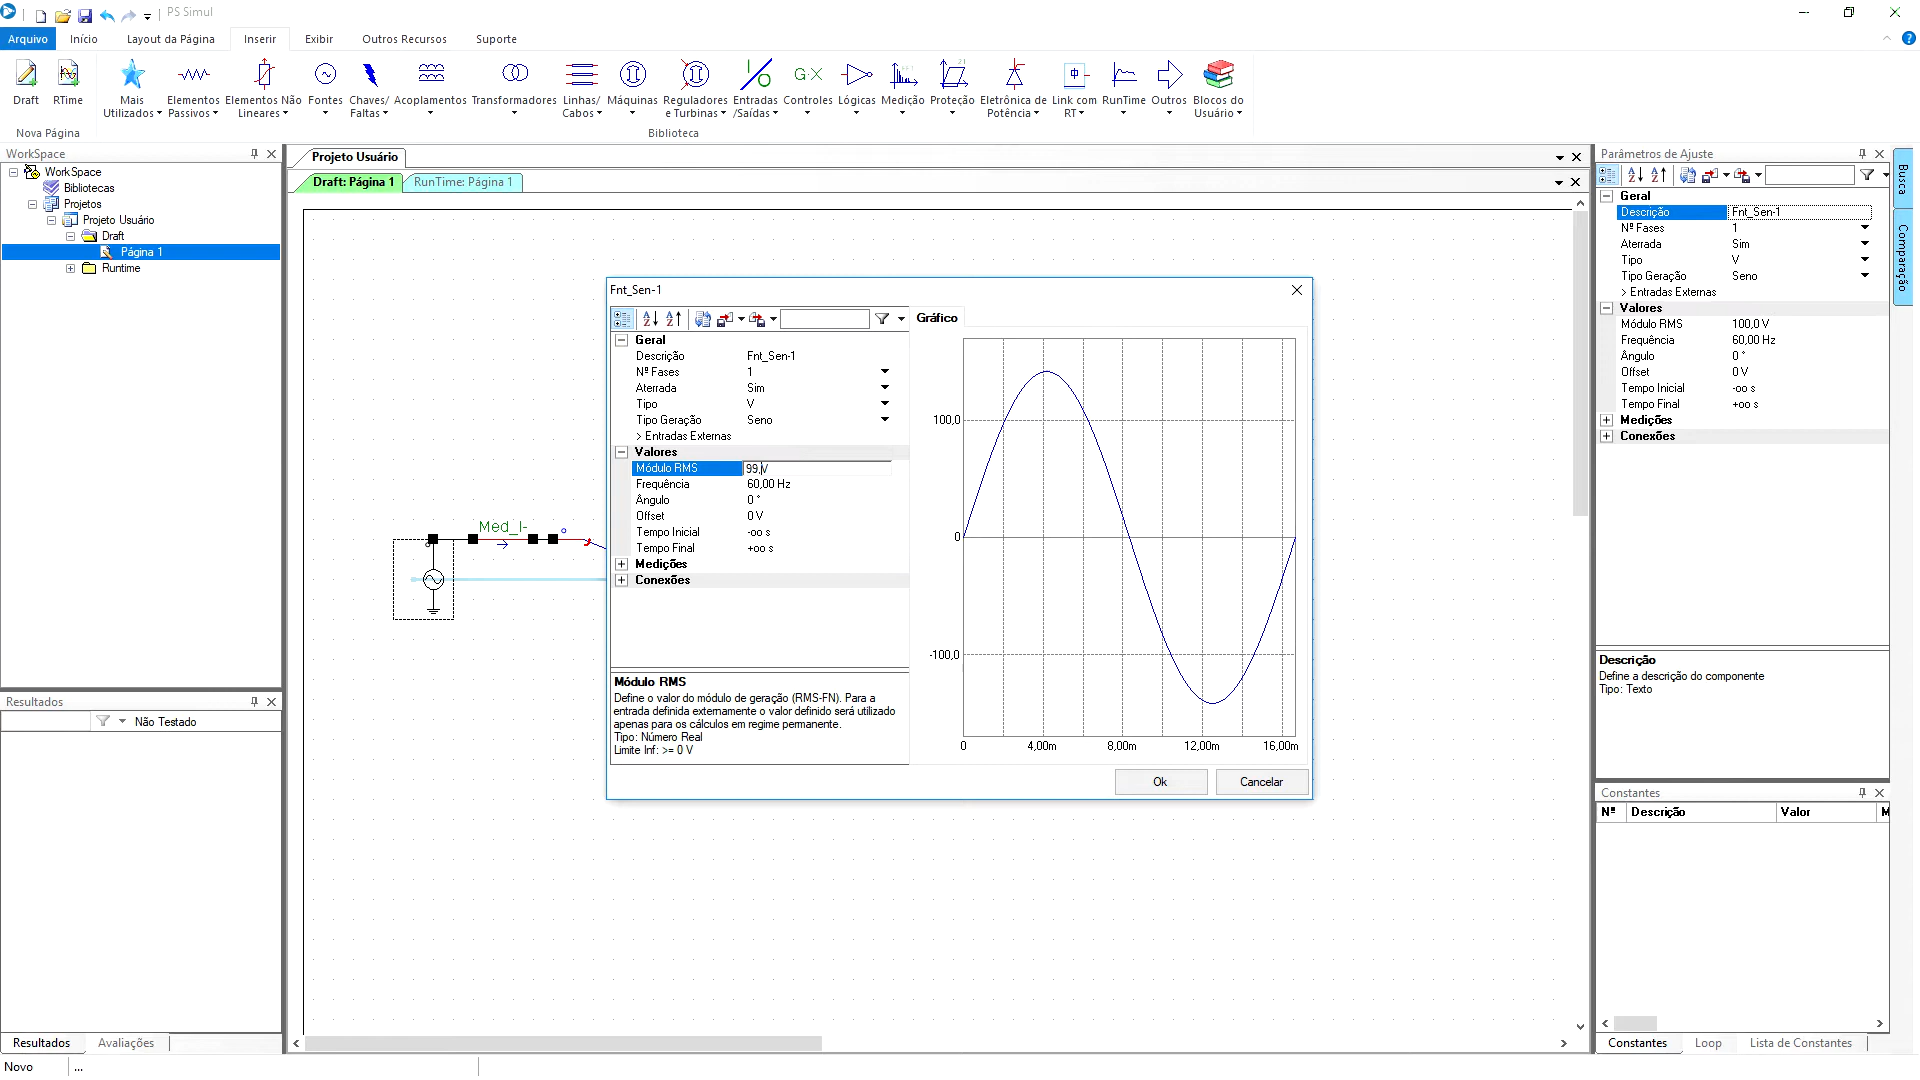 PS Simul
Arquivo Início Layout da Página Inserir Exibir Outros Recursos Suporte
Draft RTime Mais Utilizados Elementos Passivos Elementos Não Lineares Fontes Chaves/ Faltas Acoplamentos Transformadores Linhas/ Cabos Máquinas Reguladores e Turbinas Entradas /Saídas Controles Lógicas Medição Proteção Eletrônica de Potência Link com RT RunTime Outros Blocos do Usuário
Nova Página Biblioteca
WorkSpace
WorkSpace
Bibliotecas
Projetos
Projeto Usuário
Draft
Página 1
Runtime
Resultados
Não Testado
Resultados Avaliações
Novo ...
Projeto Usuário
Draft: Página 1 RunTime: Página 1
Med_I-
Fnt_Sen-1
Geral
Descrição Fnt_Sen-1
Nº Fases 1
Aterrada Sim
Tipo V
Tipo Geração Seno
> Entradas Externas
Valores
Módulo RMS 99,V
Frequência 60,00 Hz
Ângulo 0 °
Offset 0 V
Tempo Inicial -oo s
Tempo Final +oo s
Medições
Conexões
Módulo RMS
Define o valor do módulo de geração (RMS-FN). Para a
entrada definida externamente o valor definido será utilizado
apenas para os cálculos em regime permanente.
Tipo: Número Real
Limite Inf: >= 0 V
Gráfico
100,0
0
-100,0
0 4,00m 8,00m 12,00m 16,00m
Ok Cancelar
Parâmetros de Ajuste
Geral
Descrição Fnt_Sen-1
Nº Fases 1
Aterrada Sim
Tipo V
Tipo Geração Seno
> Entradas Externas
Valores
Módulo RMS 100,0 V
Frequência 60,00 Hz
Ângulo 0 °
Offset 0 V
Tempo Inicial -oo s
Tempo Final +oo s
Medições
Conexões
Descrição
Define a descrição do componente
Tipo: Texto
Constantes
Nº Descrição Valor M
Constantes Loop Lista de Constantes
Busca
Comparação